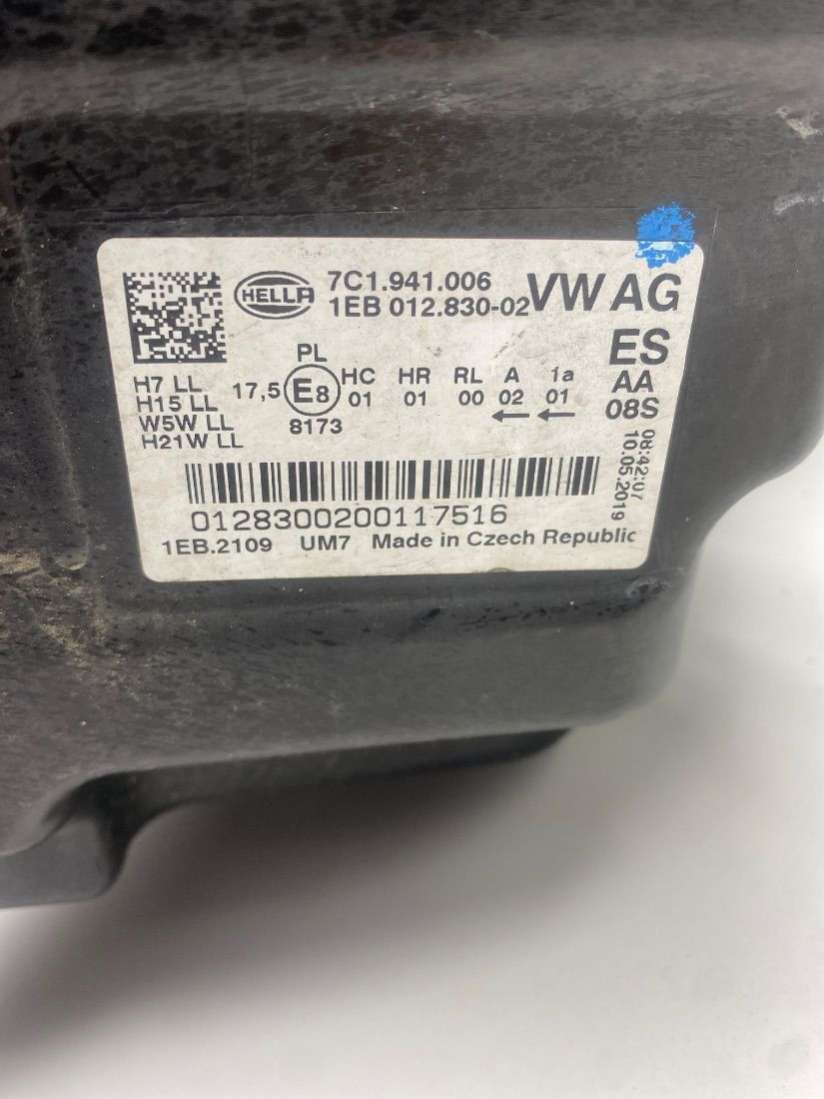 HELLA
7C1.941.006
1EB 012.830-02
VW AG
ES
AA
08S
H7 LL
H15 LL
W5W LL
H21W LL
17,5
PL
E8
8173
HC
01
HR
01
RL
00
A
02
1a
01
08:42:07
10.05.2019
01283000200117516
1EB.2109 UM7 Made in Czech Republic